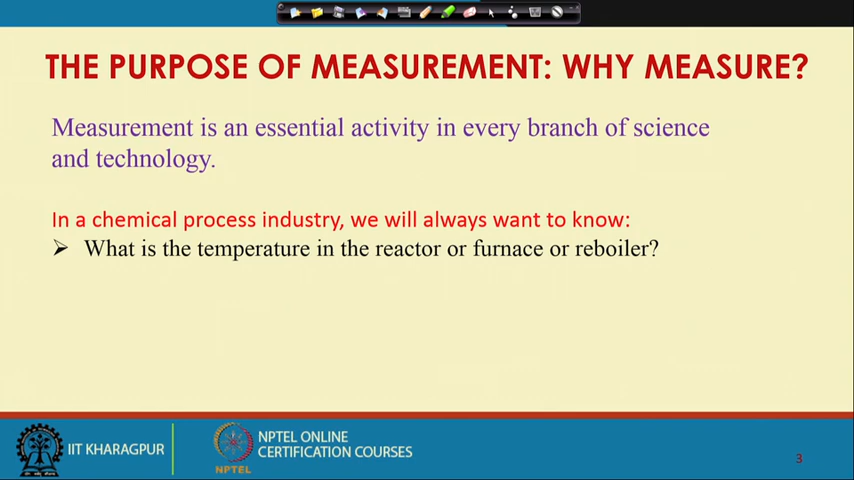 THE PURPOSE OF MEASUREMENT: WHY MEASURE?
Measurement is an essential activity in every branch of science
and technology.
In a chemical process industry, we will always want to know:
➢ What is the temperature in the reactor or furnace or reboiler?
IIT KHARAGPUR
NPTEL
NPTEL ONLINE
CERTIFICATION COURSES
3